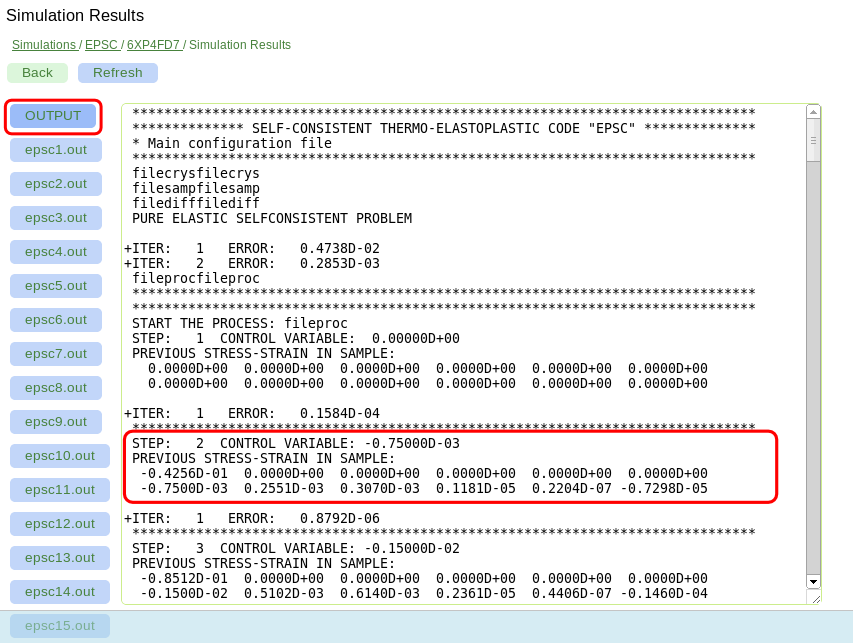 Simulation Results
Simulations / EPSC / 6XP4FD7 / Simulation Results
Back Refresh
OUTPUT
epsc1.out
epsc2.out
epsc3.out
epsc4.out
epsc5.out
epsc6.out
epsc7.out
epsc8.out
epsc9.out
epsc10.out
epsc11.out
epsc12.out
epsc13.out
epsc14.out
epsc15.out
******************************************************************************
************** SELF-CONSISTENT THERMO-ELASTOPLASTIC CODE "EPSC" **************
* Main configuration file
******************************************************************************
filecrysfilecrys
filesampfilesamp
filedifffilediff
PURE ELASTIC SELFCONSISTENT PROBLEM
+ITER:   1   ERROR:   0.4738D-02
+ITER:   2   ERROR:   0.2853D-03
fileprocfileproc
******************************************************************************
******************************************************************************
START THE PROCESS: fileproc
STEP:   1  CONTROL VARIABLE:  0.00000D+00
PREVIOUS STRESS-STRAIN IN SAMPLE:
0.0000D+00  0.0000D+00  0.0000D+00  0.0000D+00  0.0000D+00  0.0000D+00
0.0000D+00  0.0000D+00  0.0000D+00  0.0000D+00  0.0000D+00  0.0000D+00
+ITER:   1   ERROR:   0.1584D-04
******************************************************************************
STEP:   2  CONTROL VARIABLE: -0.75000D-03
PREVIOUS STRESS-STRAIN IN SAMPLE:
-0.4256D-01  0.0000D+00  0.0000D+00  0.0000D+00  0.0000D+00  0.0000D+00
-0.7500D-03  0.2551D-03  0.3070D-03  0.1181D-05  0.2204D-07 -0.7298D-05
+ITER:   1   ERROR:   0.8792D-06
******************************************************************************
STEP:   3  CONTROL VARIABLE: -0.15000D-02
PREVIOUS STRESS-STRAIN IN SAMPLE:
-0.8512D-01  0.0000D+00  0.0000D+00  0.0000D+00  0.0000D+00  0.0000D+00
-0.1500D-02  0.5102D-03  0.6140D-03  0.2361D-05  0.4406D-07 -0.1460D-04